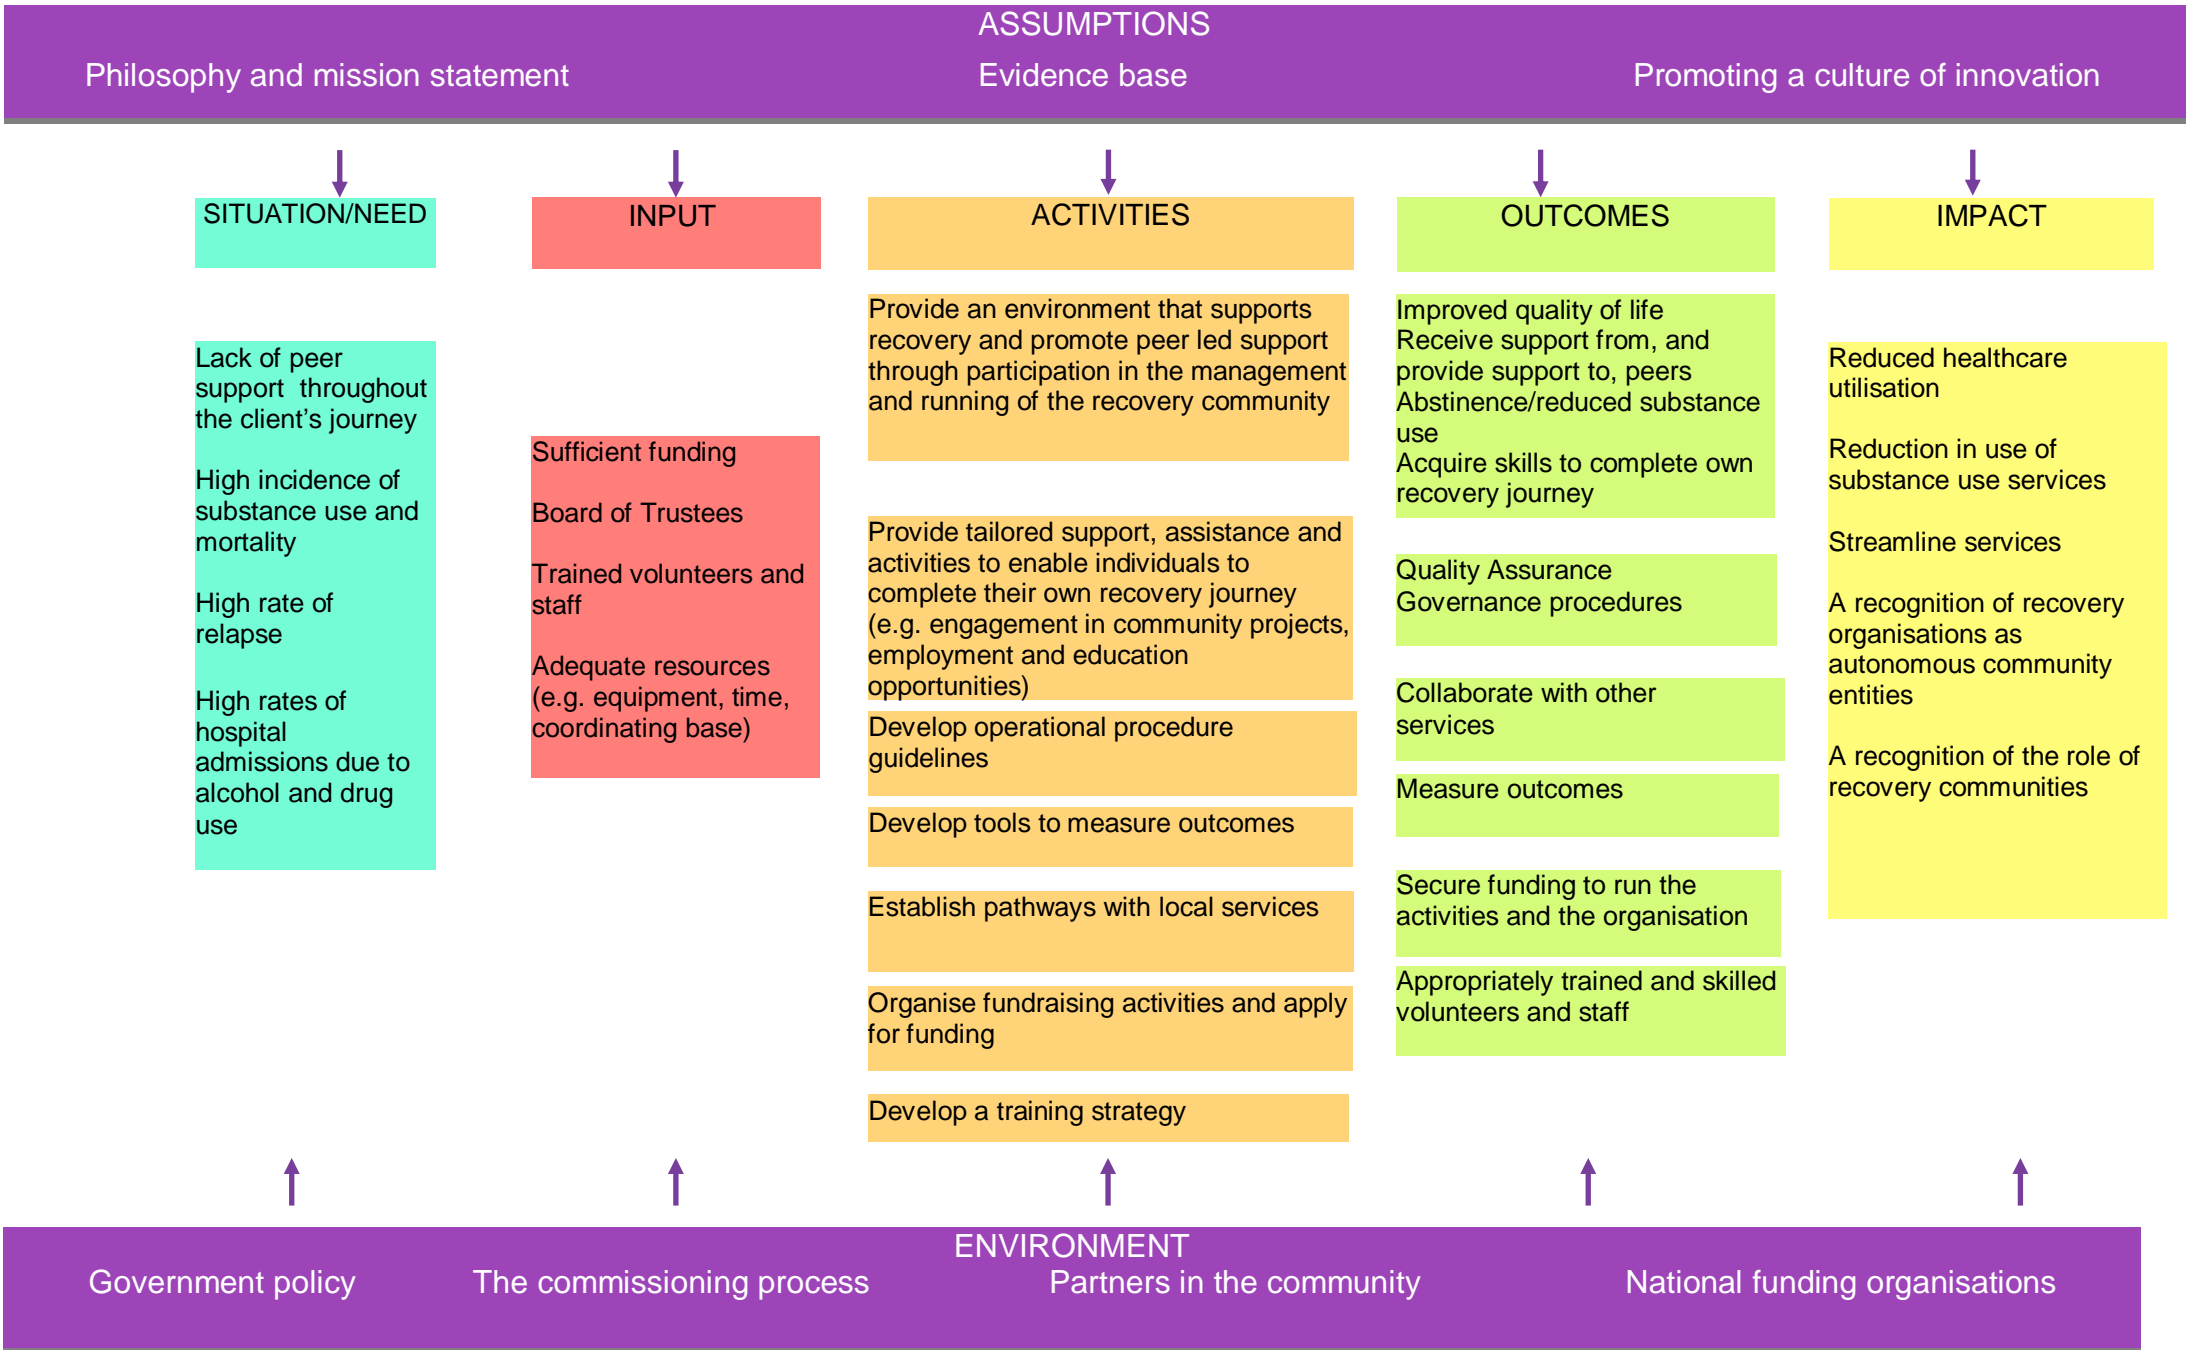 ASSUMPTIONS
Philosophy and mission statement
Evidence base
Promoting a culture of innovation
SITUATION/NEED
INPUT
ACTIVITIES
OUTCOMES
IMPACT
Lack of peer
support  throughout
the client’s journey
High incidence of
substance use and
mortality
High rate of
relapse
High rates of
hospital
admissions due to
alcohol and drug
use
Sufficient funding
Board of Trustees
Trained volunteers and
staff
Adequate resources
(e.g. equipment, time,
coordinating base)
Provide an environment that supports
recovery and promote peer led support
through participation in the management
and running of the recovery community
Provide tailored support, assistance and
activities to enable individuals to
complete their own recovery journey
(e.g. engagement in community projects,
employment and education
opportunities)
Develop operational procedure
guidelines
Develop tools to measure outcomes
Establish pathways with local services
Organise fundraising activities and apply
for funding
Develop a training strategy
Improved quality of life
Receive support from, and
provide support to, peers
Abstinence/reduced substance
use
Acquire skills to complete own
recovery journey
Quality Assurance
Governance procedures
Collaborate with other
services
Measure outcomes
Secure funding to run the
activities and the organisation
Appropriately trained and skilled
volunteers and staff
Reduced healthcare
utilisation
Reduction in use of
substance use services
Streamline services
A recognition of recovery
organisations as
autonomous community
entities
A recognition of the role of
recovery communities
ENVIRONMENT
Government policy
The commissioning process
Partners in the community
National funding organisations